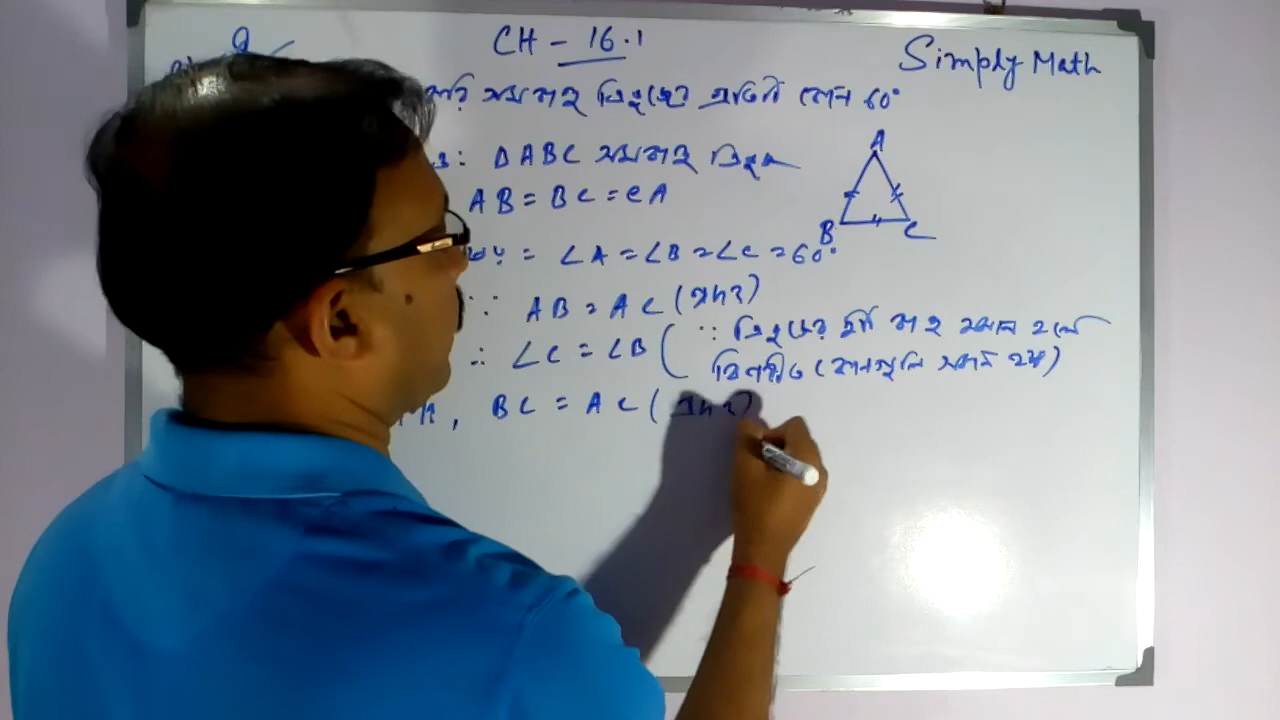 CH - 16.1
Simply Math
সমবাহু ত্রিভুজের প্রতিটি কোন 60°
: ΔABC সমবাহু ত্রিভুজ
AB = BC = CA
A
B
C
= ∠A = ∠B = ∠C = 60°
∵ AB = AC (প্রদত্ত)
∴ ∠C = ∠B ( ∵ ত্রিভুজের দুটি বাহু সমান হলে
বিপরীত কোনগুলি সমান হয়)
, BC = AC (প্রদত্ত)